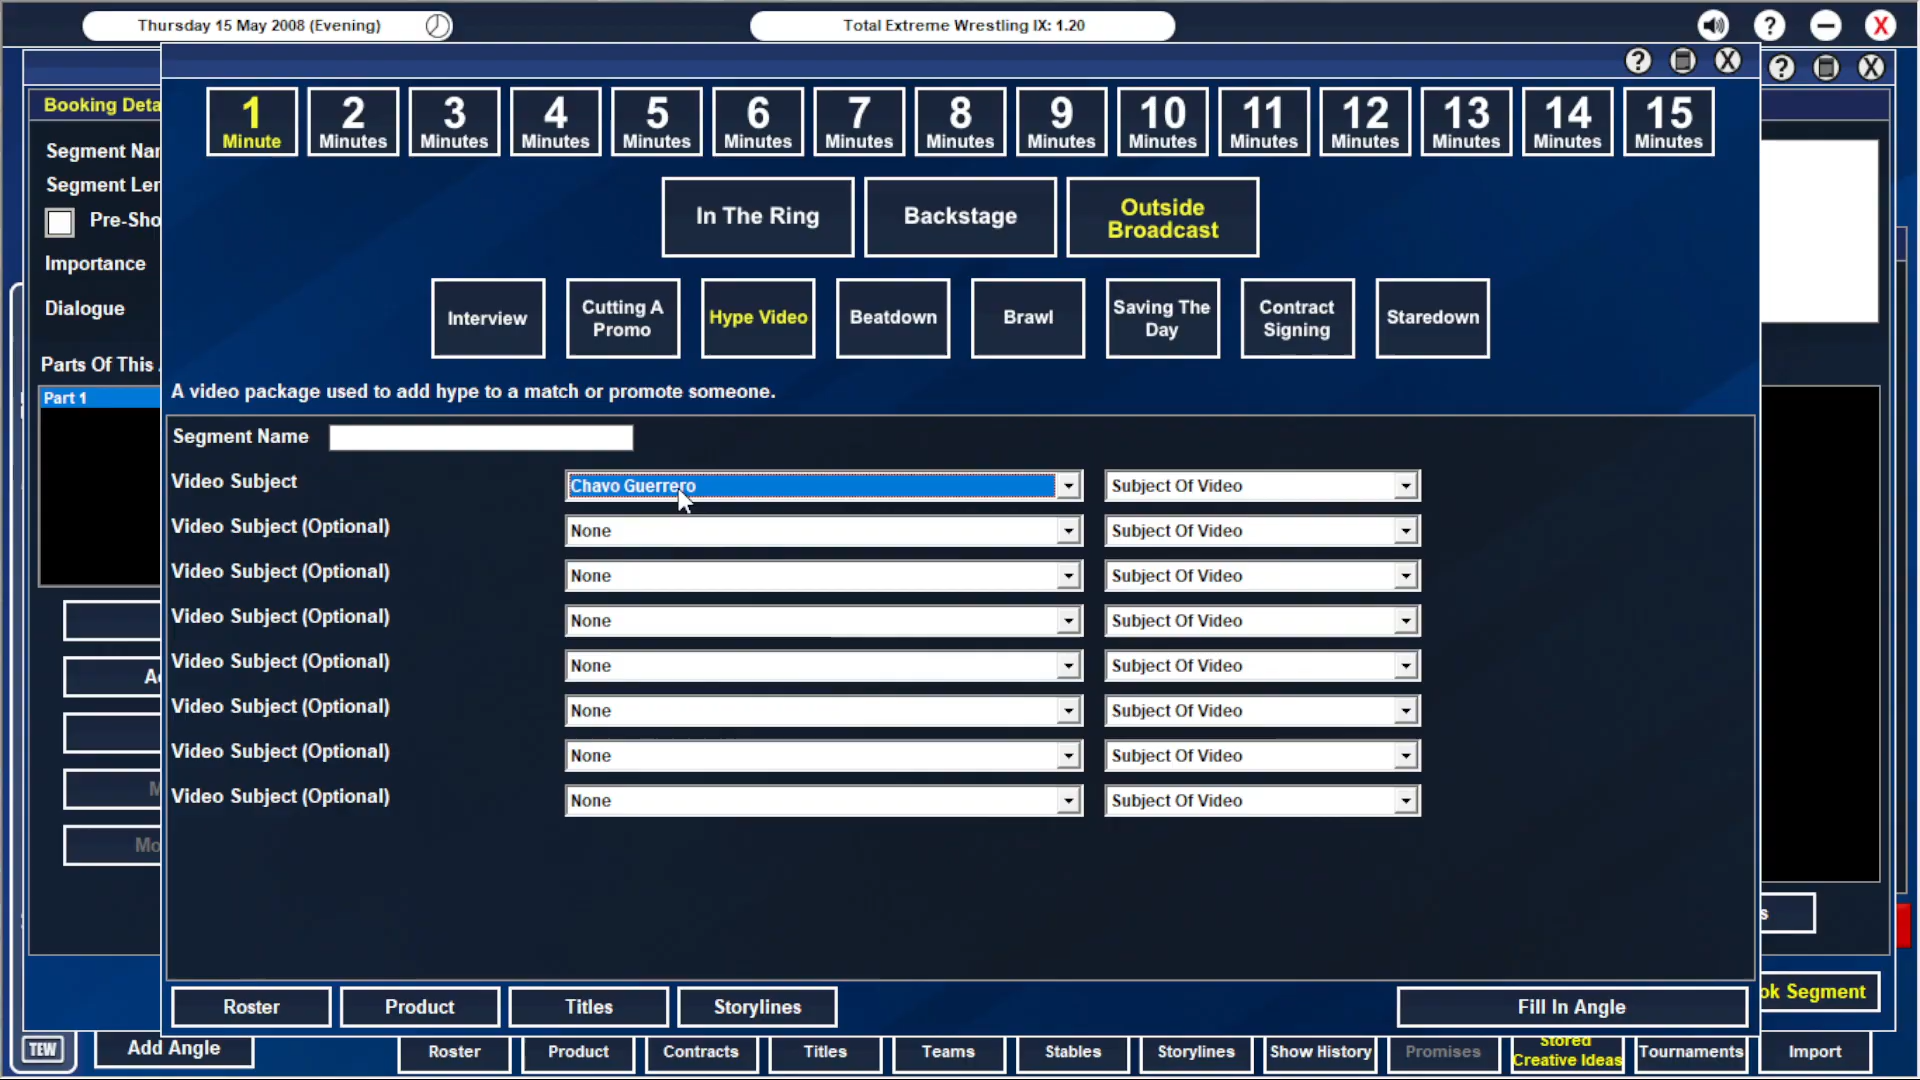 Thursday 15 May 2008 (Evening)
Total Extreme Wrestling IX: 1.20
? X
? X
? X
Booking Deta
Segment Nar
Segment Ler
Pre-Sho
Importance
Dialogue
Parts Of This
Part 1
1 Minute
2 Minutes
3 Minutes
4 Minutes
5 Minutes
6 Minutes
7 Minutes
8 Minutes
9 Minutes
10 Minutes
11 Minutes
12 Minutes
13 Minutes
14 Minutes
15 Minutes
In The Ring
Backstage
Outside
Broadcast
Interview
Cutting A
Promo
Hype Video
Beatdown
Brawl
Saving The
Day
Contract
Signing
Staredown
A video package used to add hype to a match or promote someone.
Segment Name
Video Subject Chavo Guerrero Subject Of Video
Video Subject (Optional) None Subject Of Video
Video Subject (Optional) None Subject Of Video
Video Subject (Optional) None Subject Of Video
Video Subject (Optional) None Subject Of Video
Video Subject (Optional) None Subject Of Video
Video Subject (Optional) None Subject Of Video
Video Subject (Optional) None Subject Of Video
Roster Product Titles Storylines Fill In Angle
ok Segment
TEW
Add Angle
Roster
Product
Contracts
Titles
Teams
Stables
Storylines
Show History
Promises
Stored
Creative Ideas
Tournaments
Import